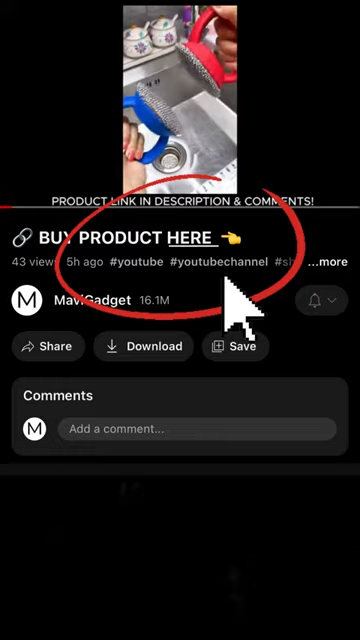 PRODUCT LINK IN DESCRIPTION & COMMENTS!
🔗 BUY PRODUCT HERE 👈
43 views 5h ago #youtube #youtubechannel #sh ...more
M MaviGadget 16.1M
Share Download Save
Comments
M Add a comment...